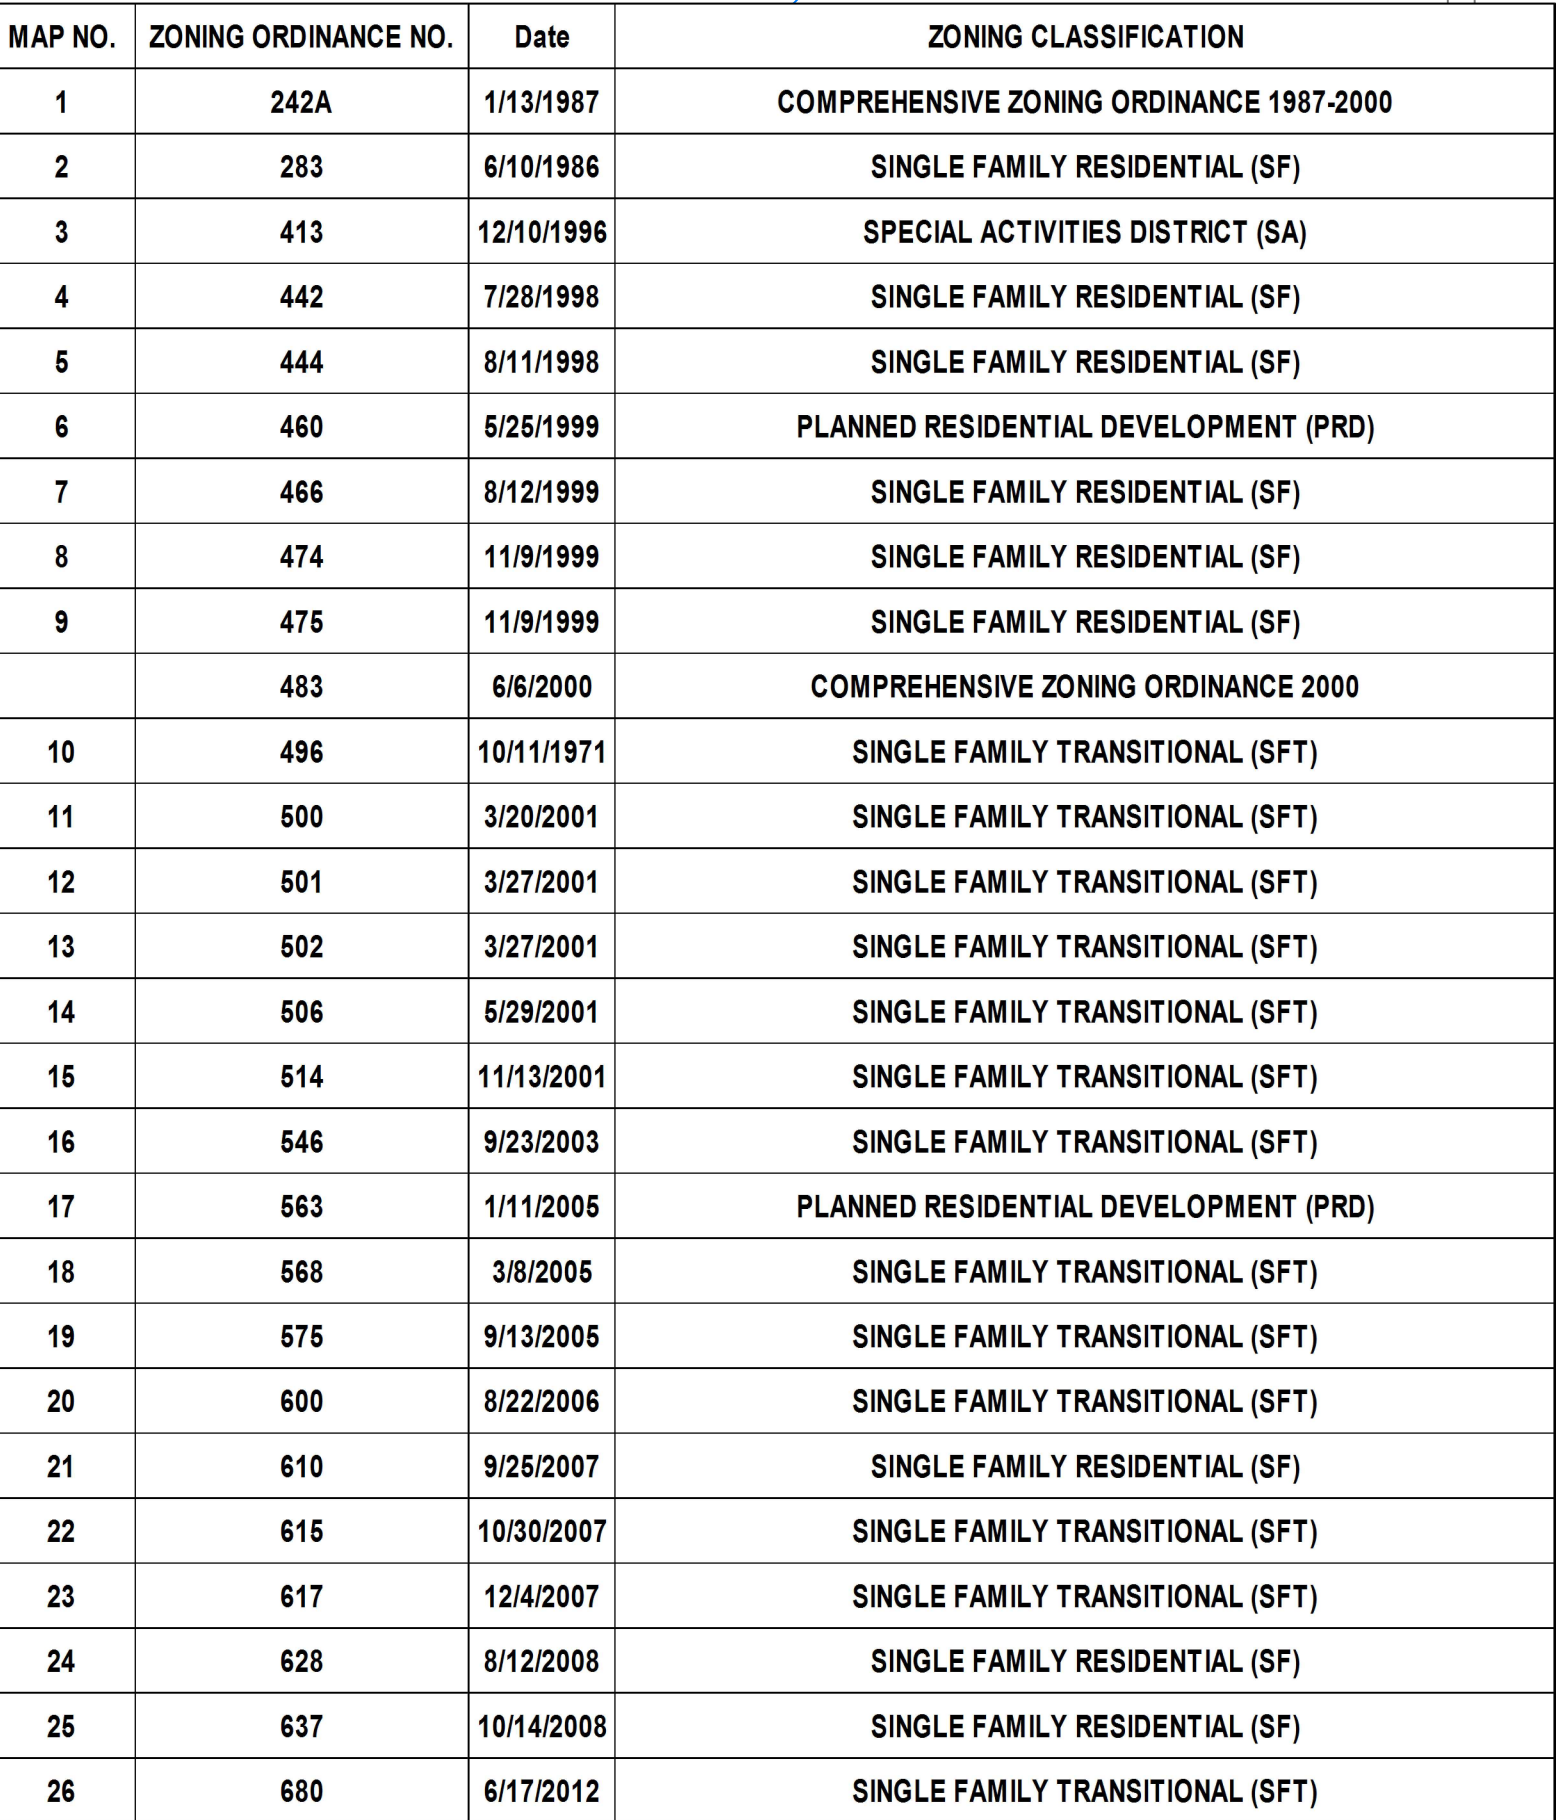 MAP NO. ZONING ORDINANCE NO. Date ZONING CLASSIFICATION
1 242A 1/13/1987 COMPREHENSIVE ZONING ORDINANCE 1987-2000
2 283 6/10/1986 SINGLE FAMILY RESIDENTIAL (SF)
3 413 12/10/1996 SPECIAL ACTIVITIES DISTRICT (SA)
4 442 7/28/1998 SINGLE FAMILY RESIDENTIAL (SF)
5 444 8/11/1998 SINGLE FAMILY RESIDENTIAL (SF)
6 460 5/25/1999 PLANNED RESIDENTIAL DEVELOPMENT (PRD)
7 466 8/12/1999 SINGLE FAMILY RESIDENTIAL (SF)
8 474 11/9/1999 SINGLE FAMILY RESIDENTIAL (SF)
9 475 11/9/1999 SINGLE FAMILY RESIDENTIAL (SF)
483 6/6/2000 COMPREHENSIVE ZONING ORDINANCE 2000
10 496 10/11/1971 SINGLE FAMILY TRANSITIONAL (SFT)
11 500 3/20/2001 SINGLE FAMILY TRANSITIONAL (SFT)
12 501 3/27/2001 SINGLE FAMILY TRANSITIONAL (SFT)
13 502 3/27/2001 SINGLE FAMILY TRANSITIONAL (SFT)
14 506 5/29/2001 SINGLE FAMILY TRANSITIONAL (SFT)
15 514 11/13/2001 SINGLE FAMILY TRANSITIONAL (SFT)
16 546 9/23/2003 SINGLE FAMILY TRANSITIONAL (SFT)
17 563 1/11/2005 PLANNED RESIDENTIAL DEVELOPMENT (PRD)
18 568 3/8/2005 SINGLE FAMILY TRANSITIONAL (SFT)
19 575 9/13/2005 SINGLE FAMILY TRANSITIONAL (SFT)
20 600 8/22/2006 SINGLE FAMILY TRANSITIONAL (SFT)
21 610 9/25/2007 SINGLE FAMILY RESIDENTIAL (SF)
22 615 10/30/2007 SINGLE FAMILY TRANSITIONAL (SFT)
23 617 12/4/2007 SINGLE FAMILY TRANSITIONAL (SFT)
24 628 8/12/2008 SINGLE FAMILY RESIDENTIAL (SF)
25 637 10/14/2008 SINGLE FAMILY RESIDENTIAL (SF)
26 680 6/17/2012 SINGLE FAMILY TRANSITIONAL (SFT)